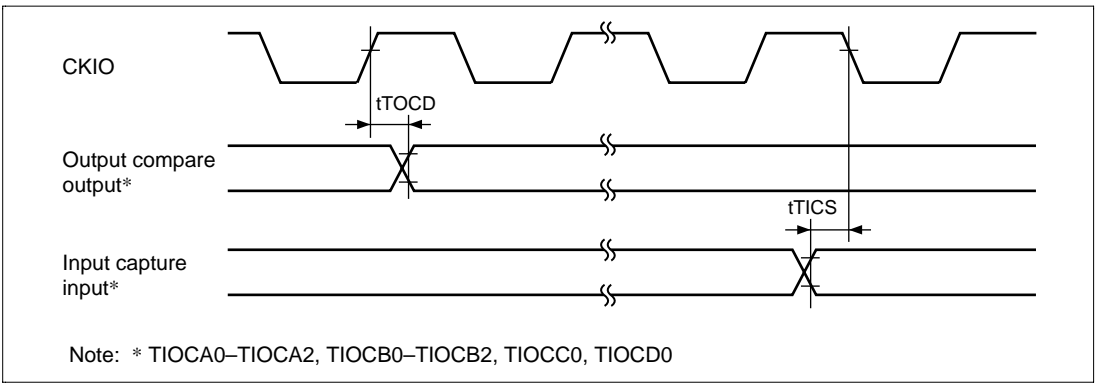 CKIO
tTOCD
Output compare
output*
tTICS
Input capture
input*
Note: * TIOCA0–TIOCA2, TIOCB0–TIOCB2, TIOCC0, TIOCD0